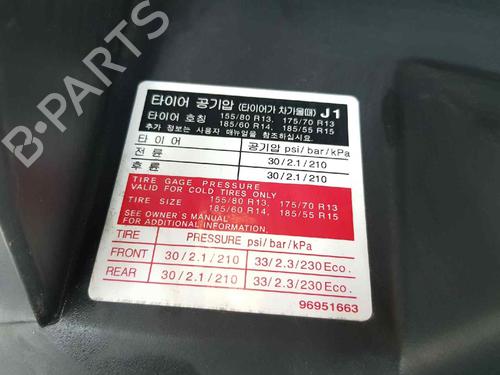 B-PARTS
타이어 공기압 (타이어가 차가울때) J1
타이어 호칭 155/80 R13, 175/70 R13
185/60 R14, 185/55 R15
추가 정보는 사용자 매뉴얼을 참조하십시오.
타 이 어 공기압 psi/bar/kPa
전 륜 30/2.1/210
후 륜 30/2.1/210
TIRE GAGE PRESSURE
VALID FOR COLD TIRES ONLY
TIRE SIZE 155/80 R13, 175/70 R13
185/60 R14, 185/55 R15
SEE OWNER'S MANUAL
FOR ADDITIONAL INFORMATION.
TIRE PRESSURE psi/bar/kPa
FRONT 30/2.1/210 33/2.3/230 Eco.
REAR 30/2.1/210 33/2.3/230 Eco.
96951663